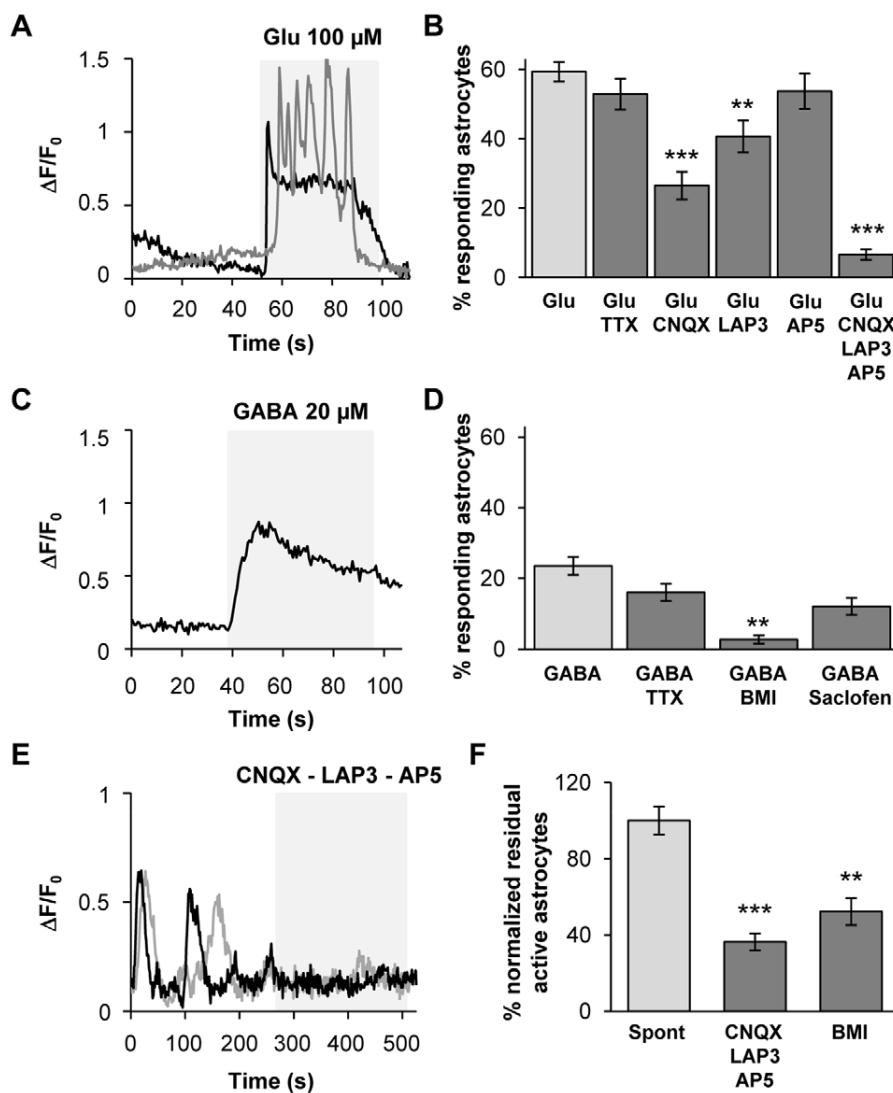 A
Glu 100 µM
1.5
1
0.5
0
ΔF/F0
0 20 40 60 80 100
Time (s)
B
% responding astrocytes
60
40
20
0
** 
***
***
Glu Glu Glu Glu Glu Glu
TTX CNQX LAP3 AP5 CNQX
LAP3
AP5
C
GABA 20 µM
1.5
1
0.5
0
ΔF/F0
0 20 40 60 80 100
Time (s)
D
% responding astrocytes
60
40
20
0
**
GABA GABA GABA GABA
TTX BMI Saclofen
E
CNQX - LAP3 - AP5
1
0.5
0
ΔF/F0
0 100 200 300 400 500
Time (s)
F
% normalized residual
active astrocytes
120
80
40
0
**
***
Spont CNQX BMI
LAP3
AP5